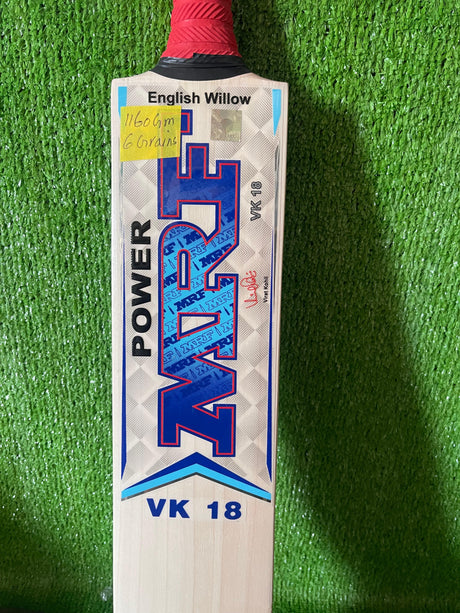 English Willow
1160 Gm
6 Grains
POWER
MRF
VK 18
Virat Kohli
VK 18